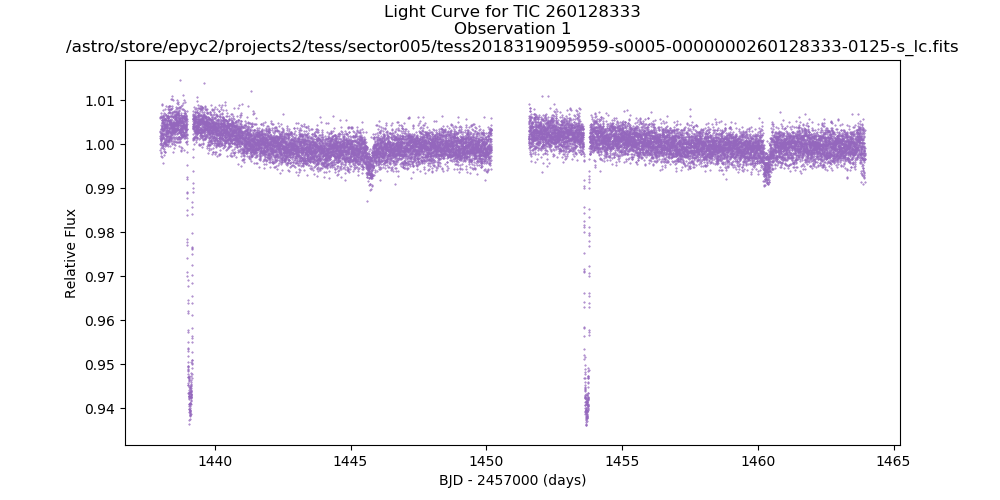 Light Curve for TIC 260128333
Observation 1
/astro/store/epyc2/projects2/tess/sector005/tess2018319095959-s0005-0000000260128333-0125-s_lc.fits
1.01
1.00
0.99
0.98
0.97
0.96
0.95
0.94
Relative Flux
1440
1445
1450
1455
1460
1465
BJD - 2457000 (days)